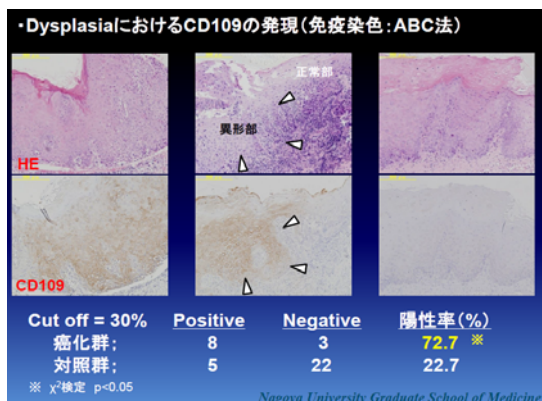 ・DysplasiaにおけるCD109の発現(免疫染色:ABC法)
正常部
異形部
HE
CD109
Cut off = 30% Positive Negative 陽性率(%)
癌化群; 8 3 72.7 ※
対照群; 5 22 22.7
※ χ²検定 p<0.05
Nagoya University Graduate School of Medicine